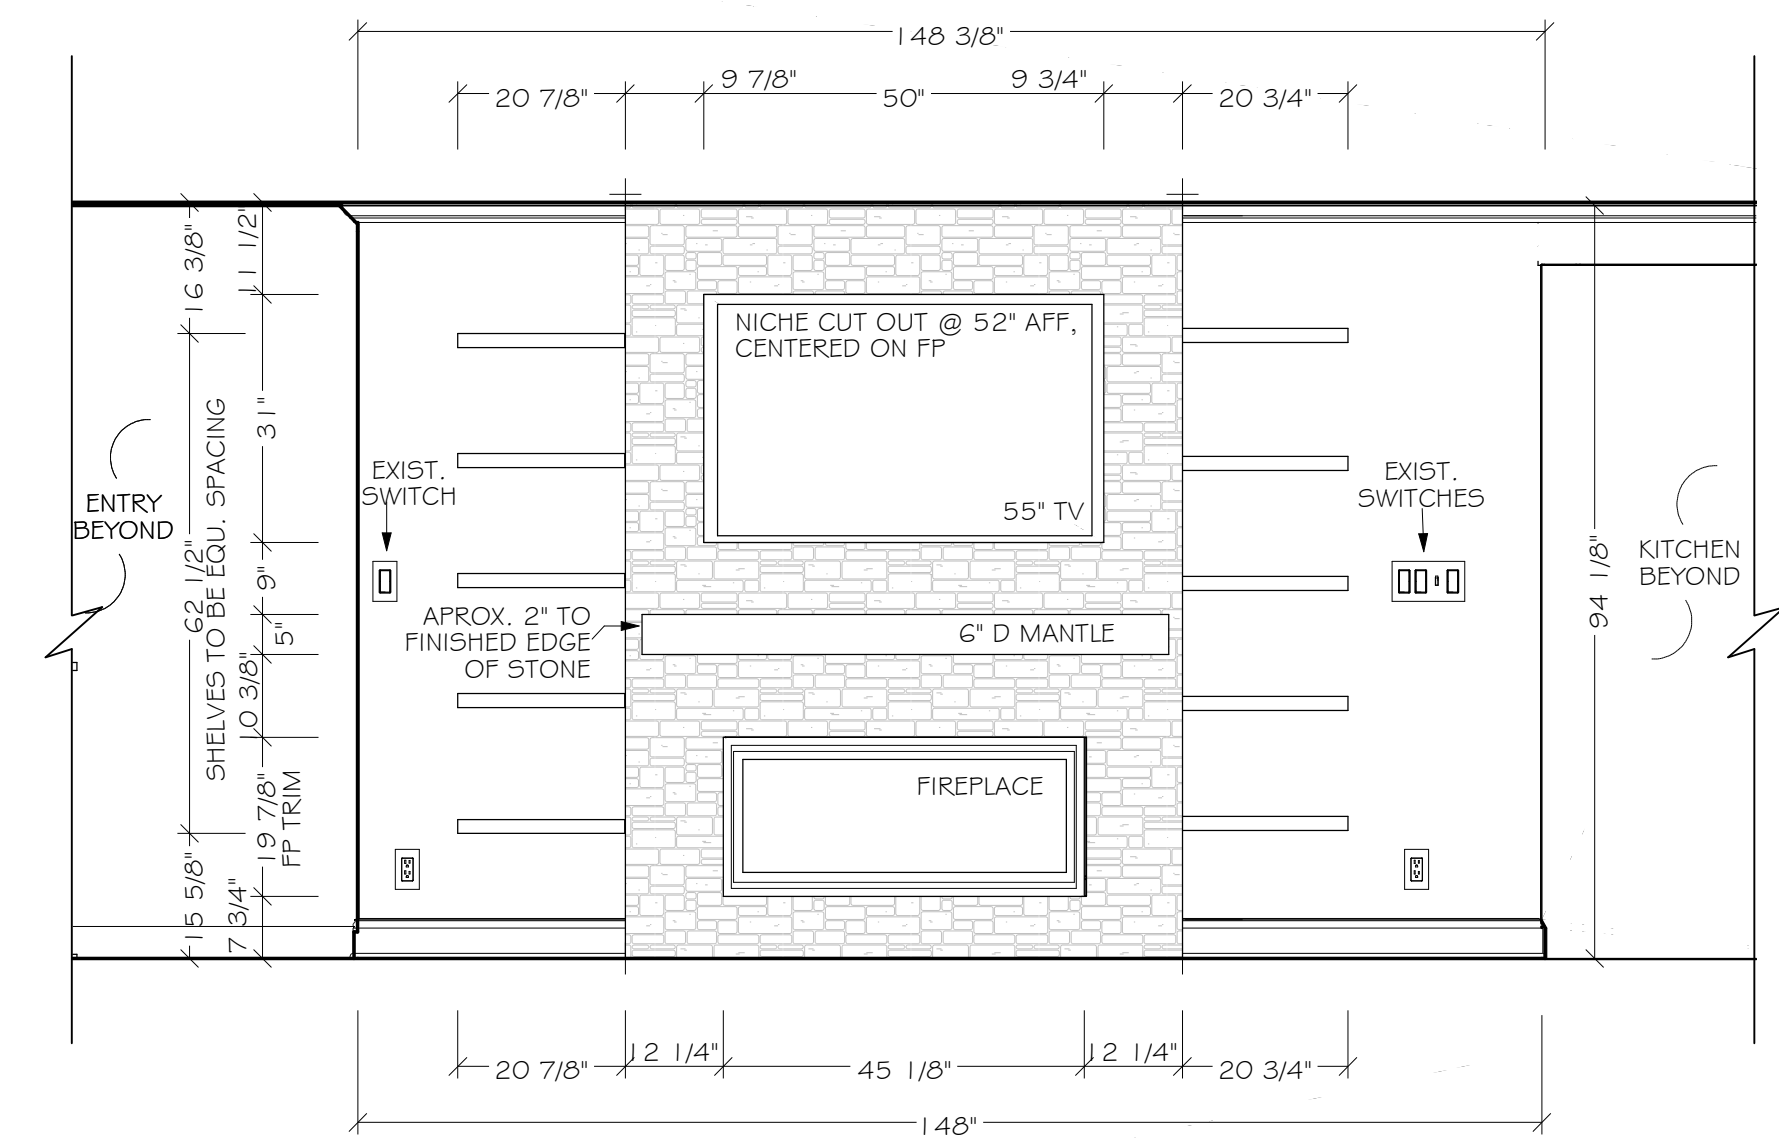 148 3/8"
9 7/8"
9 3/4"
20 7/8"
50"
20 3/4"
16 3/8"
11 1/2"
NICHE CUT OUT @ 52" AFF,
CENTERED ON FP
31"
SHELVES TO BE EQU. SPACING
62 1/2"
EXIST.
SWITCH
EXIST.
SWITCHES
ENTRY
BEYOND
55" TV
9"
94 1/8"
KITCHEN
BEYOND
APROX. 2" TO
FINISHED EDGE
OF STONE
5"
6" D MANTLE
10 3/8"
19 7/8"
FP TRIM
FIREPLACE
15 5/8"
7 3/4"
12 1/4"
12 1/4"
20 7/8"
45 1/8"
20 3/4"
148"